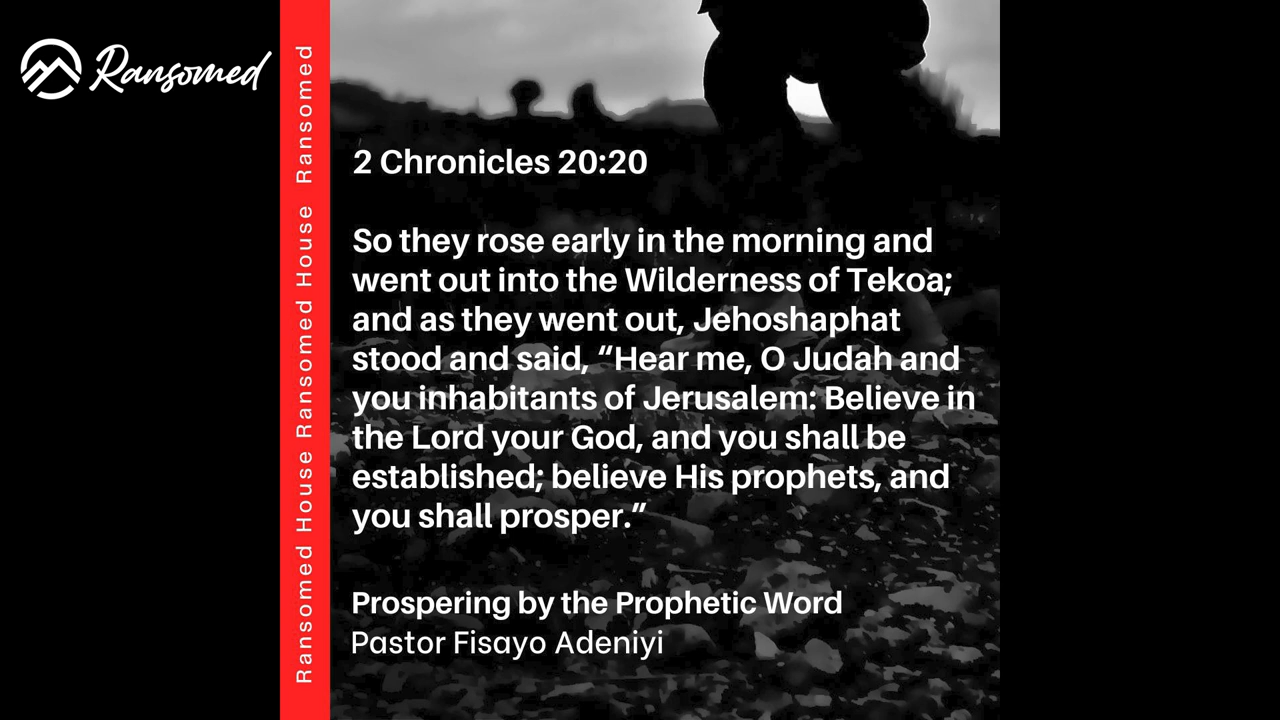 Ransomed
Ransomed House Ransomed House Ransomed
2 Chronicles 20:20
So they rose early in the morning and
went out into the Wilderness of Tekoa;
and as they went out, Jehoshaphat
stood and said, “Hear me, O Judah and
you inhabitants of Jerusalem: Believe in
the Lord your God, and you shall be
established; believe His prophets, and
you shall prosper.”
Prospering by the Prophetic Word
Pastor Fisayo Adeniyi